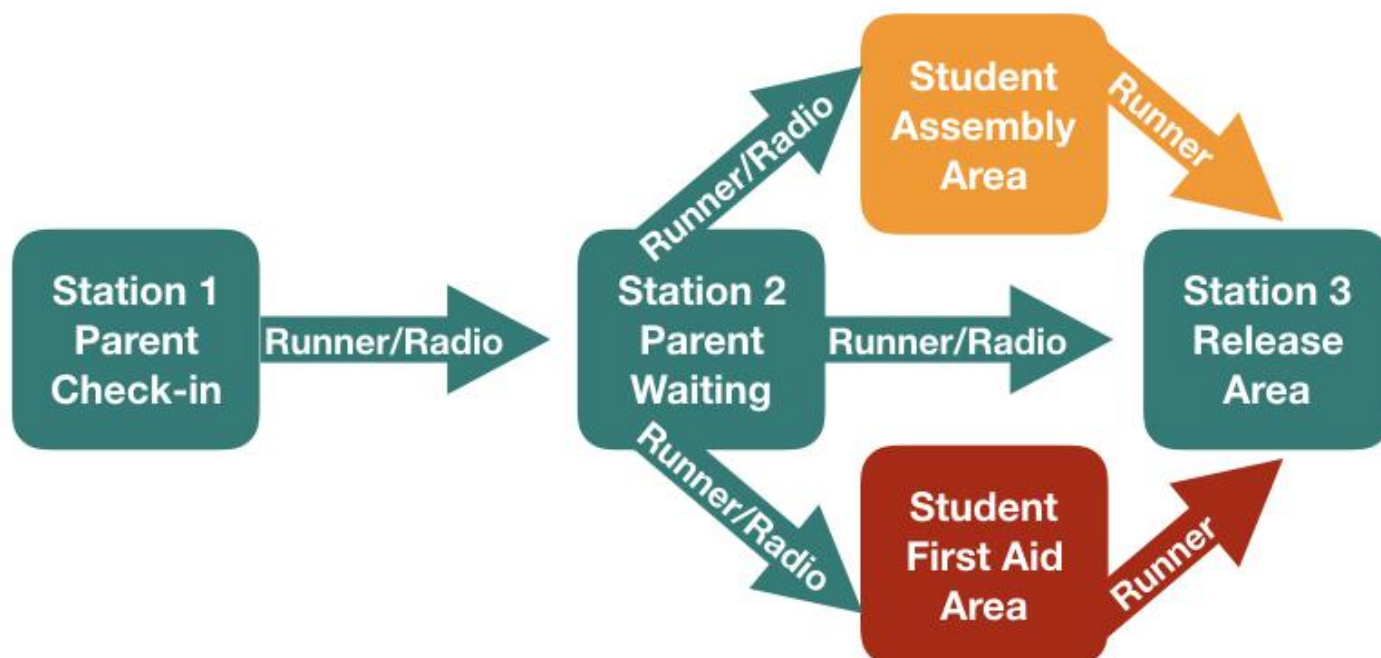 Station 1
Parent
Check-in
Runner/Radio
Station 2
Parent
Waiting
Runner/Radio
Student
Assembly
Area
Runner
Runner/Radio
Runner/Radio
Student
First Aid
Area
Runner
Station 3
Release
Area